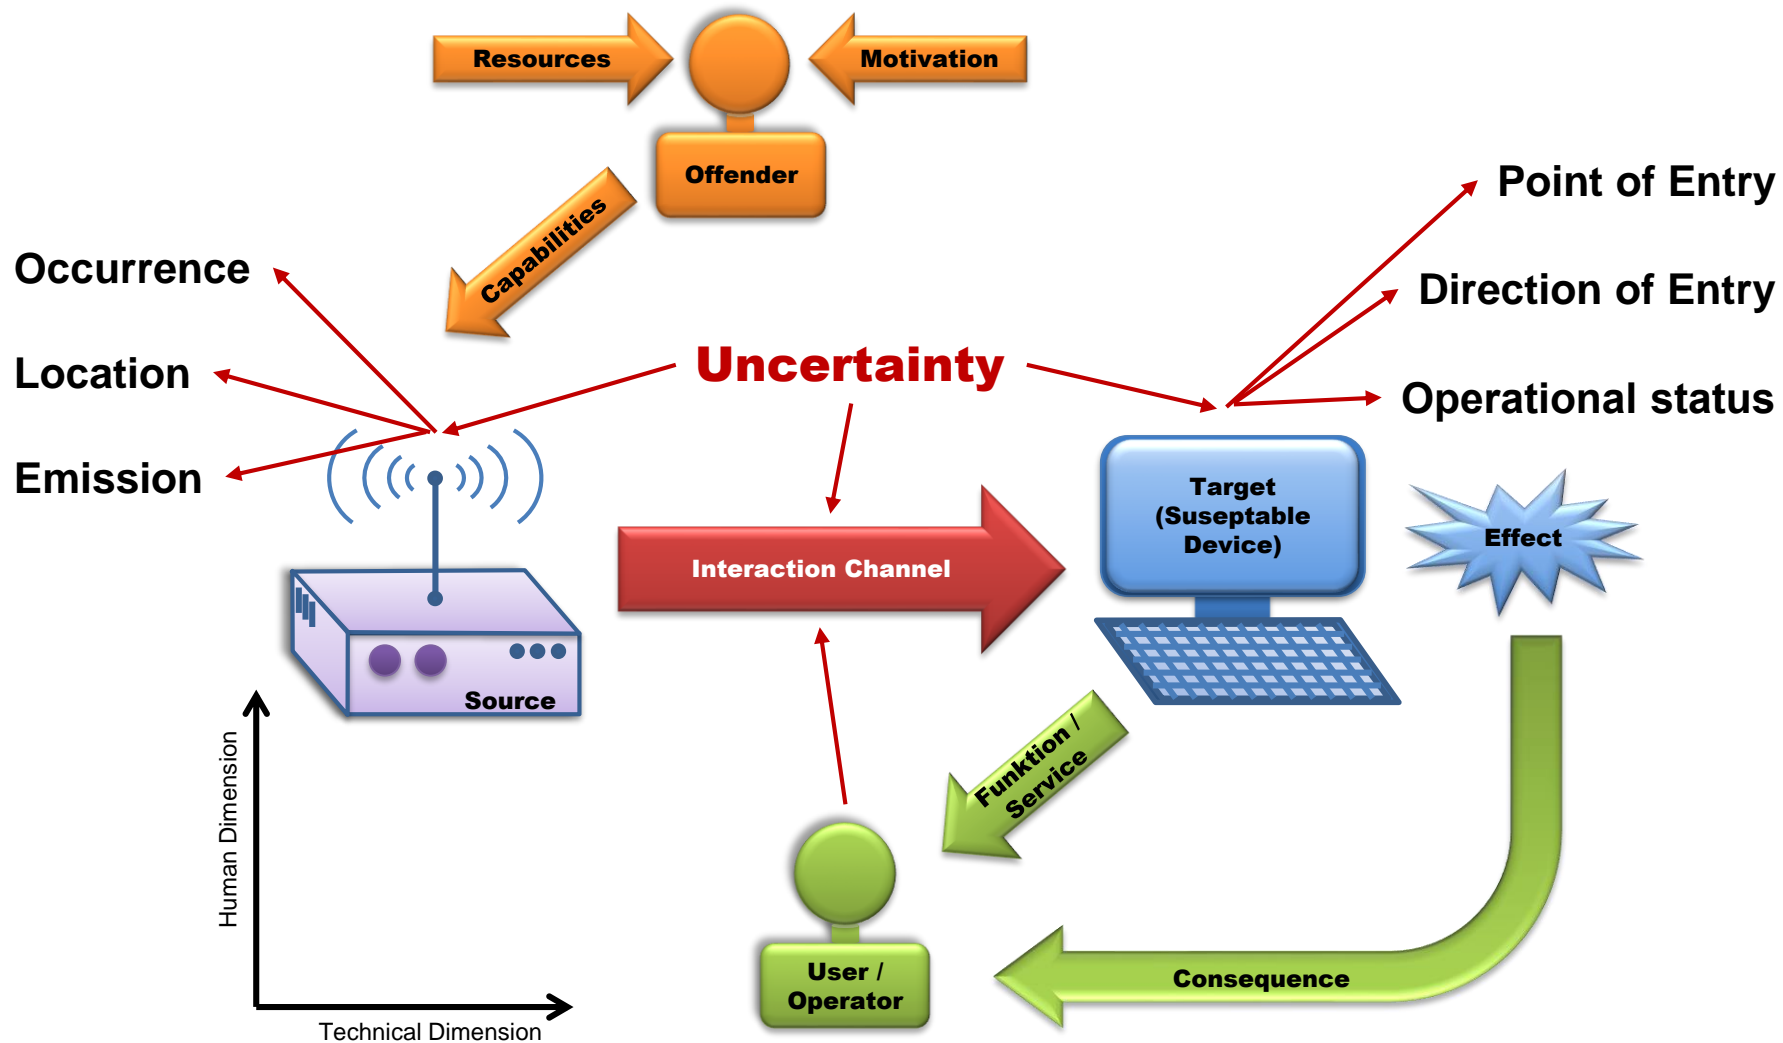 Resources
Motivation
Offender
Capabilities
Point of Entry
Occurrence
Direction of Entry
Location
Uncertainty
Operational status
Emission
Target
(Suseptable
Device)
Effect
Interaction Channel
Source
Funktion /
Service
Human Dimension
User /
Operator
Consequence
Technical Dimension